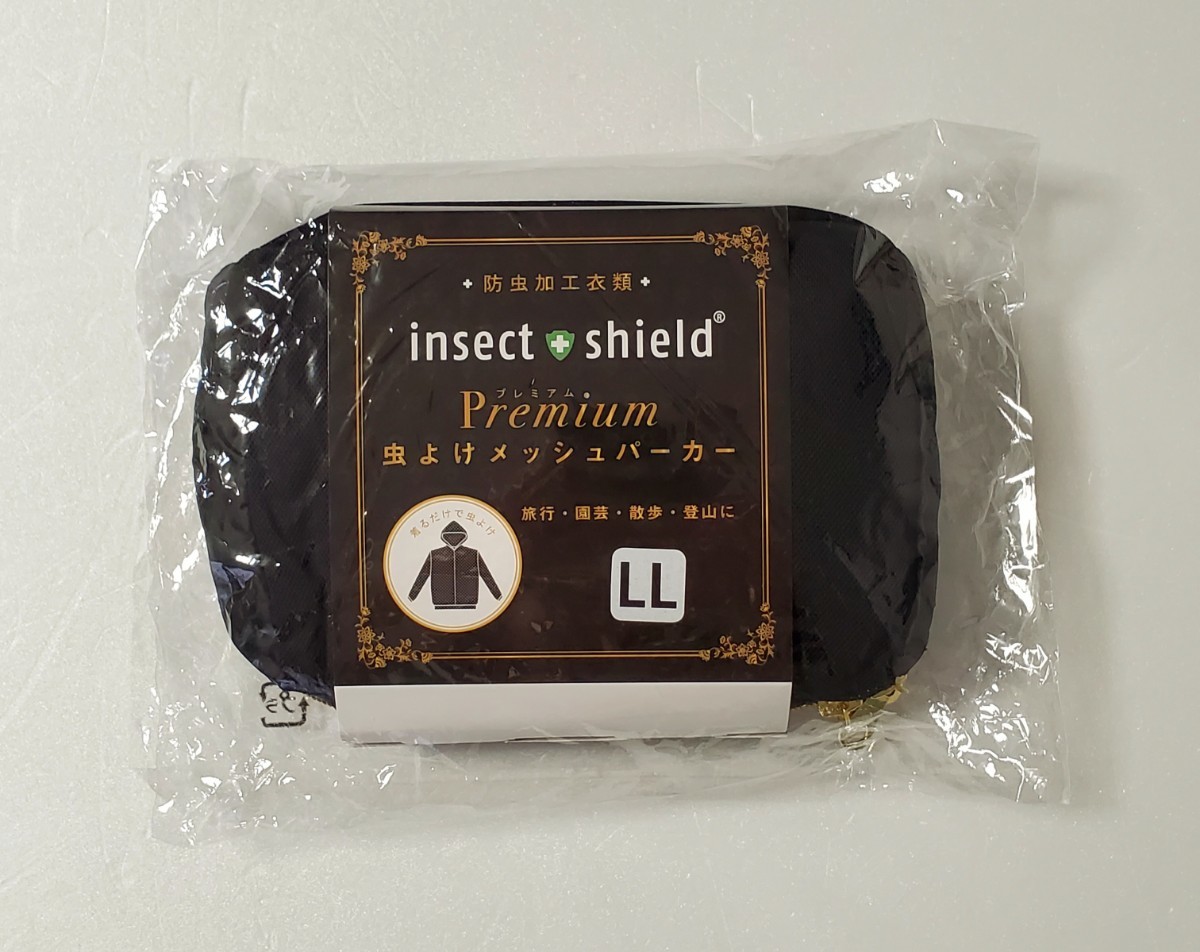 防虫加工衣類
insect shield®
プレミアム
Premium
虫よけメッシュパーカー
着るだけで虫よけ
旅行・園芸・散歩・登山に
LL
プラ